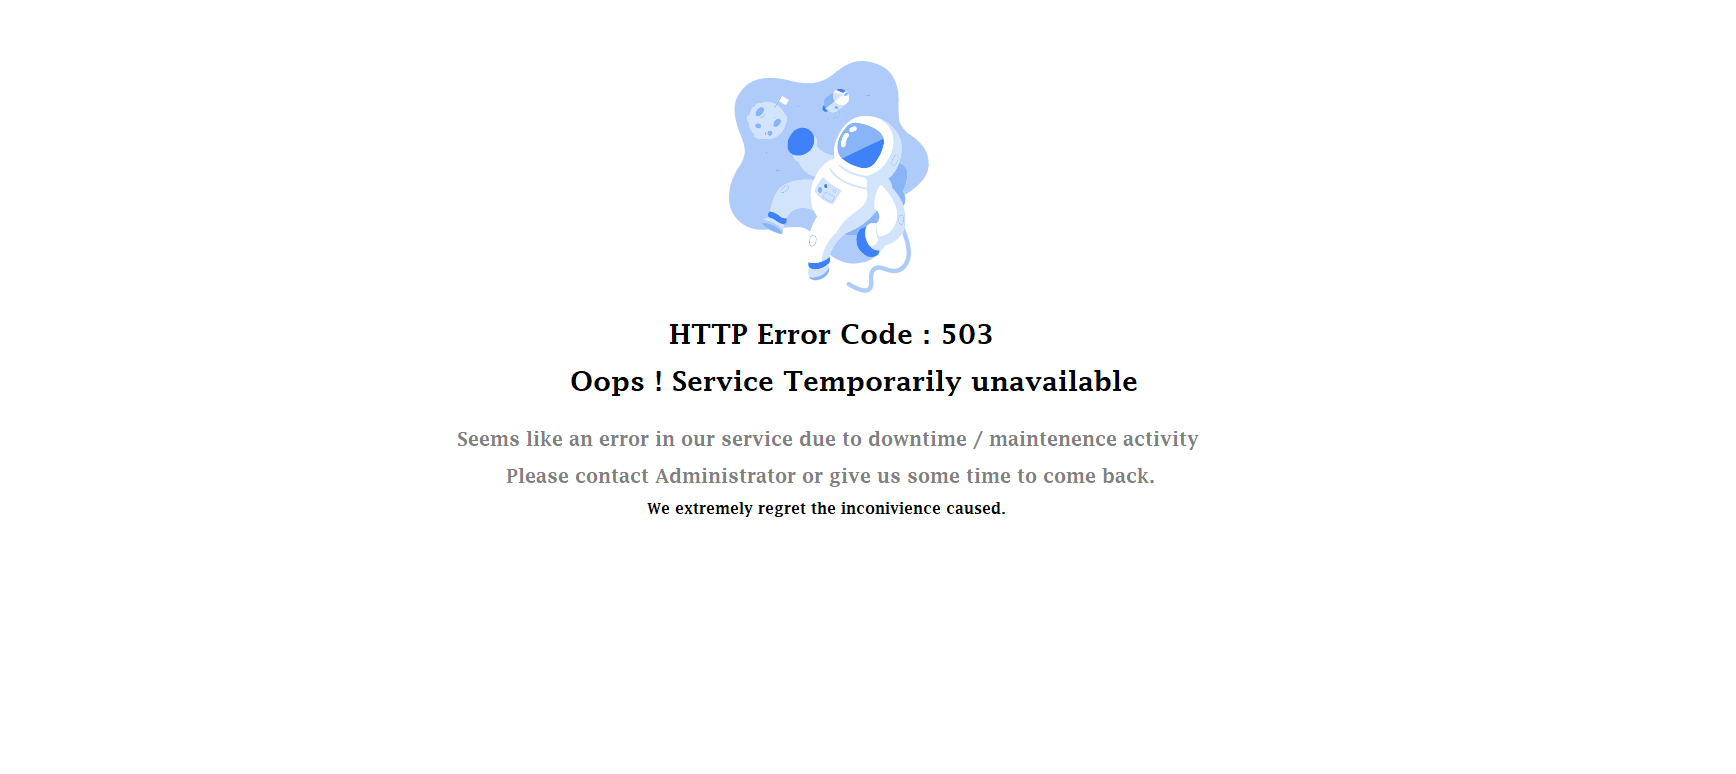 HTTP Error Code : 503
Oops ! Service Temporarily unavailable
Seems like an error in our service due to downtime / maintenence activity
Please contact Administrator or give us some time to come back.
We extremely regret the inconivience caused.